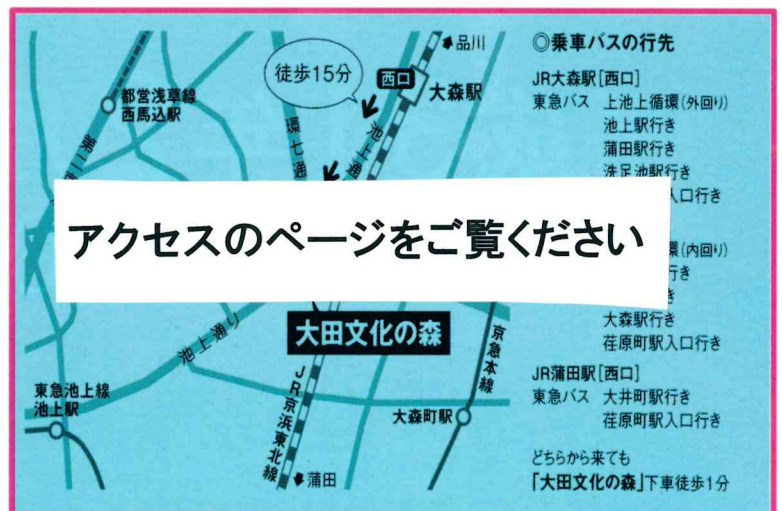 品川
都営浅草線
西馬込駅
徒歩15分
西口
大森駅
第二
環七通
池上通
アクセスのページをご覧ください
池上通り
大田文化の森
東急池上線
池上駅
JR京浜東北線
京急本線
大森町駅
蒲田
◎乗車バスの行先
JR大森駅[西口]
東急バス 上池上循環(外回り)
池上駅行き
蒲田駅行き
洗足池駅行き
入口行き
環(内回り)
行き
き
大森駅行き
荏原町駅入口行き
JR蒲田駅[西口]
東急バス 大井町駅行き
荏原町駅入口行き
どちらから来ても
「大田文化の森」下車徒歩1分